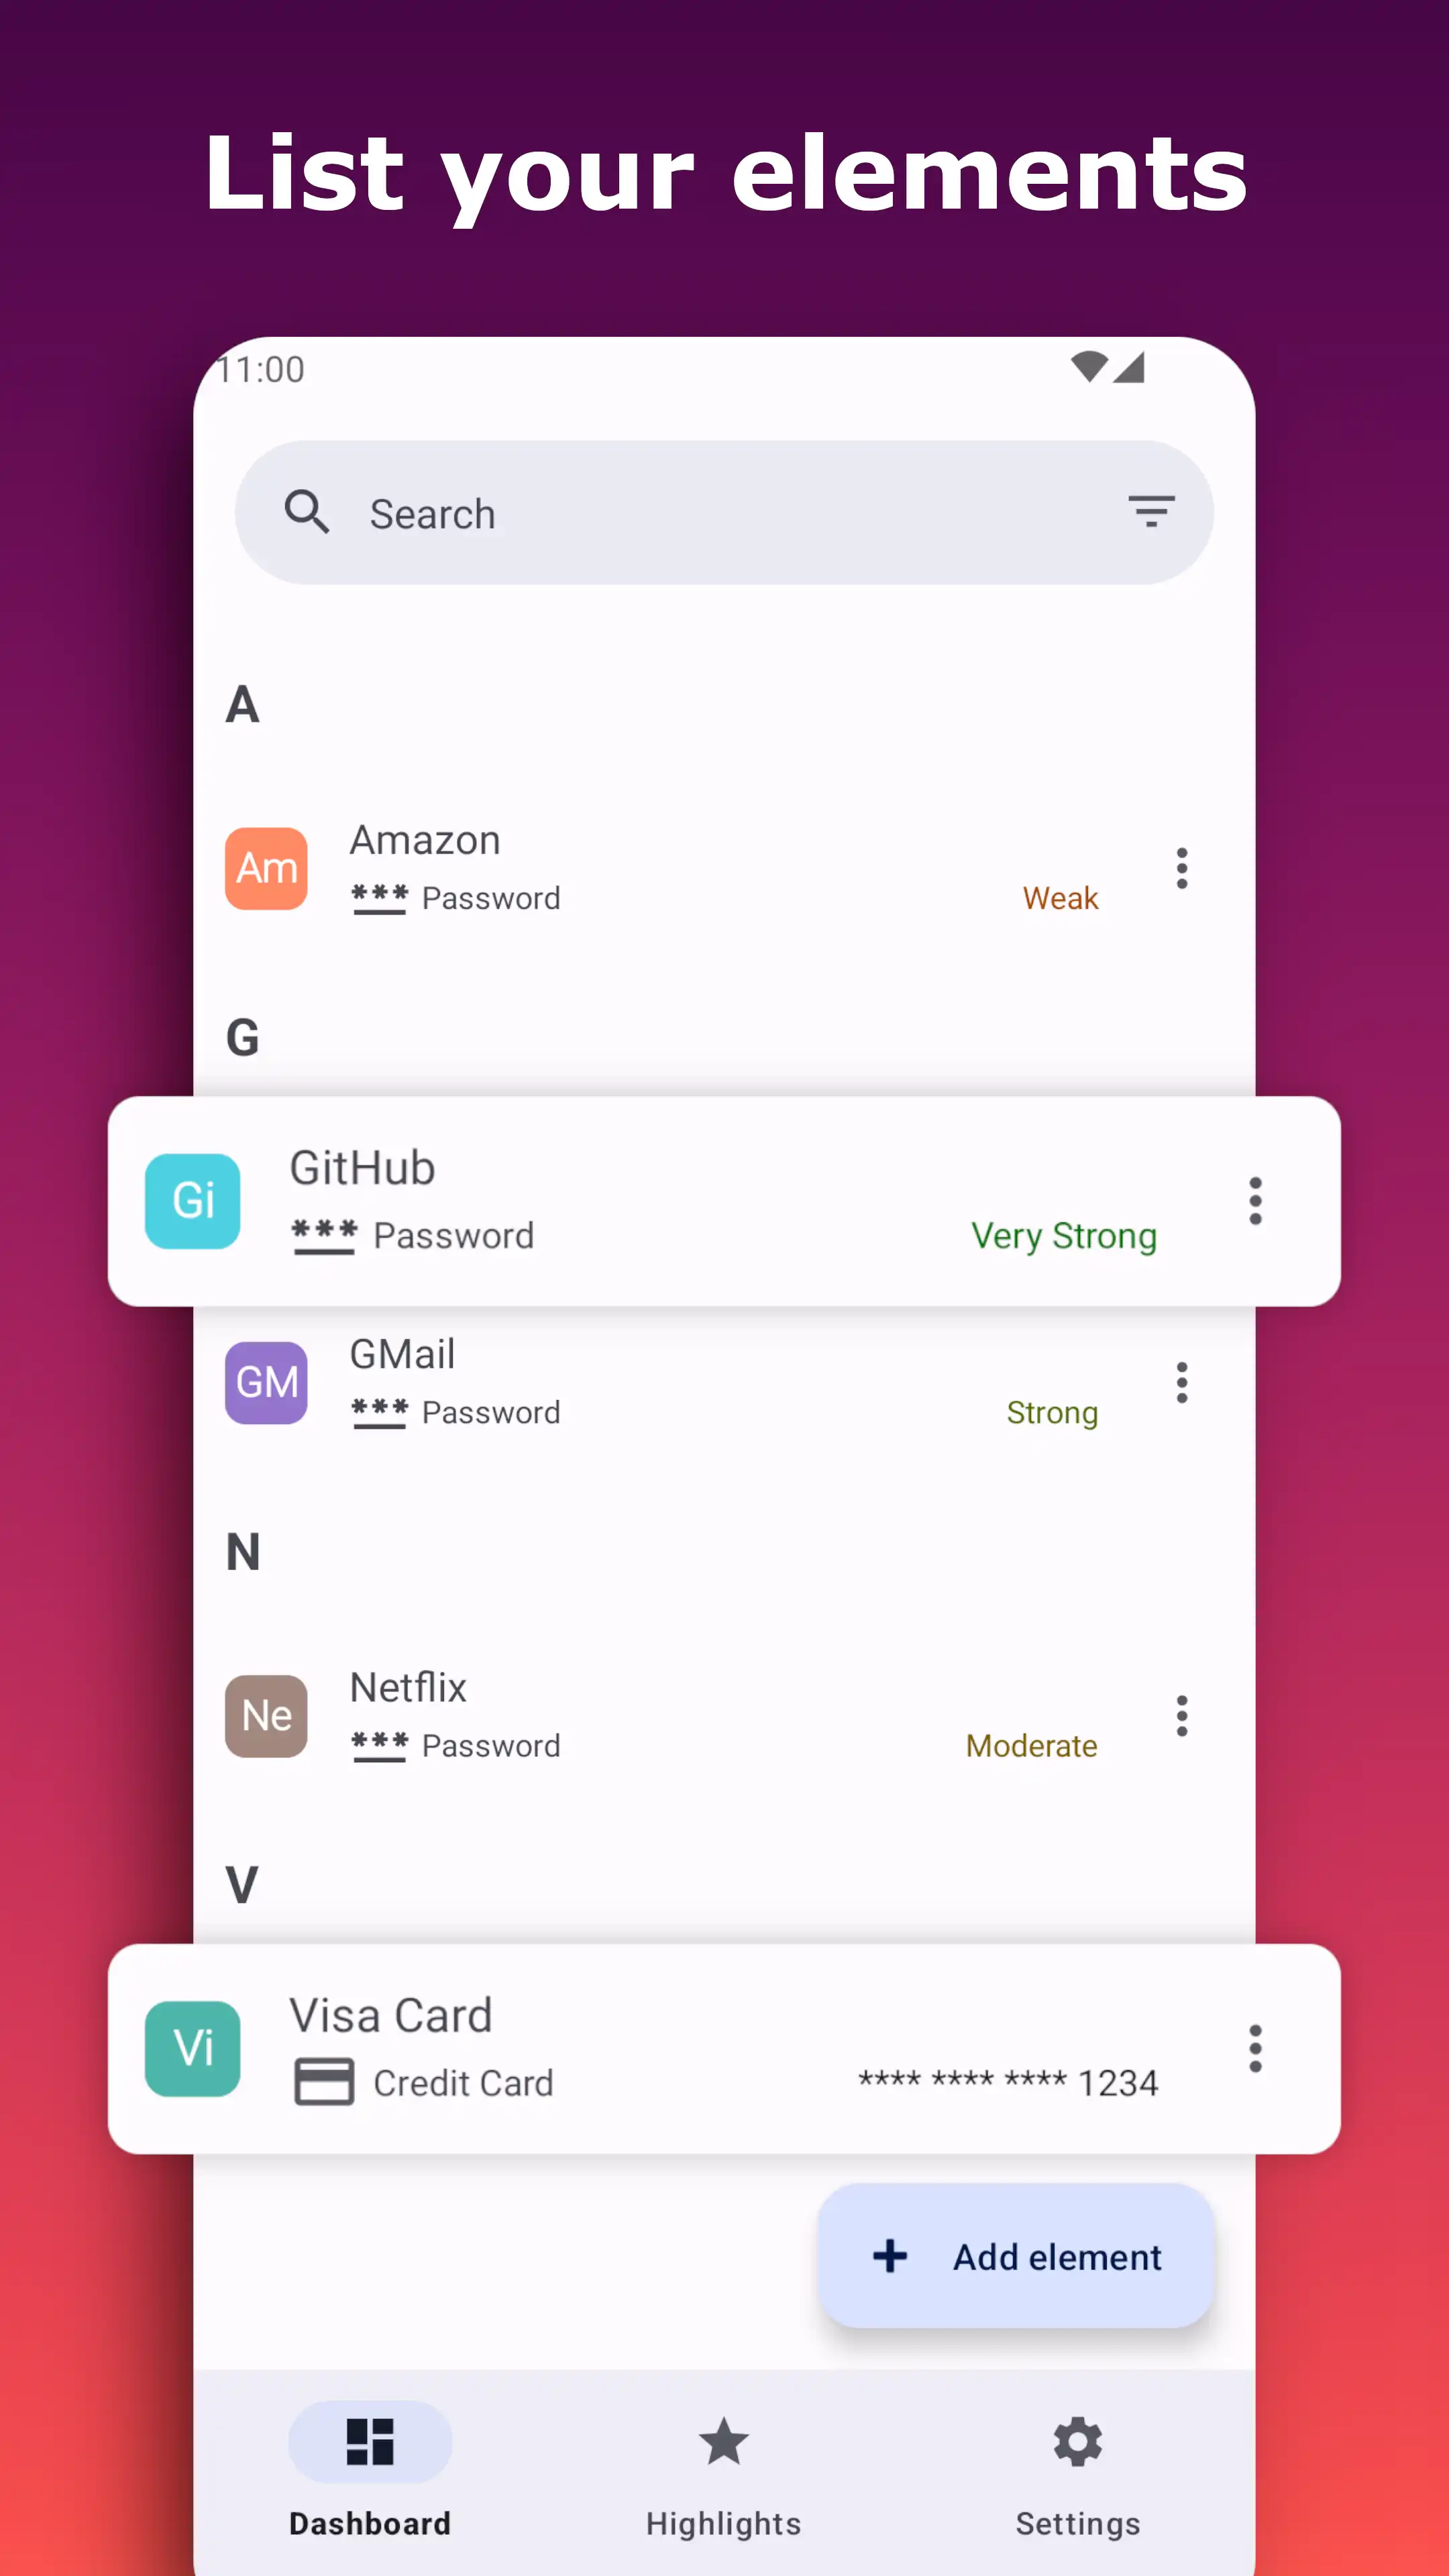 List your elements
11:00
Search
A
Am
Amazon
*** Password
Weak
G
Gi
GitHub
*** Password
Very Strong
GM
GMail
*** Password
Strong
N
Ne
Netflix
*** Password
Moderate
V
Vi
Visa Card
Credit Card
**** **** **** 1234
+ Add element
Dashboard
Highlights
Settings